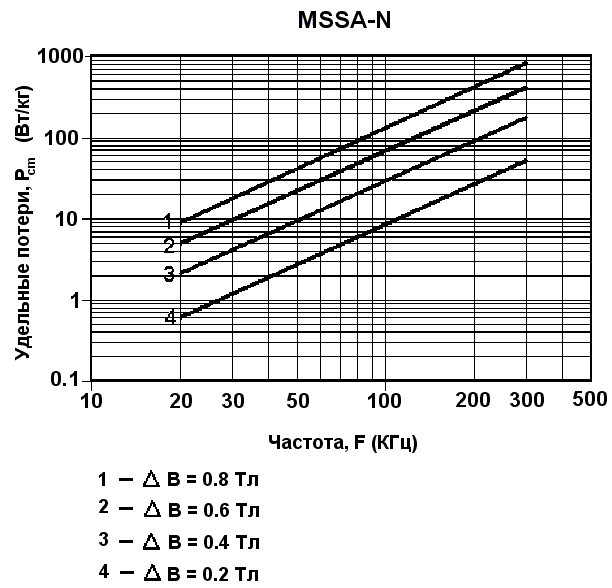 MSSA-N
1000
100
10
1
0.1
Удельные потери, Pcm (Вт/кг)
1
2
3
4
10 20 30 50 100 200 300 500
Частота, F (КГц)
1 – △ B = 0.8 Тл
2 – △ B = 0.6 Тл
3 – △ B = 0.4 Тл
4 – △ B = 0.2 Тл